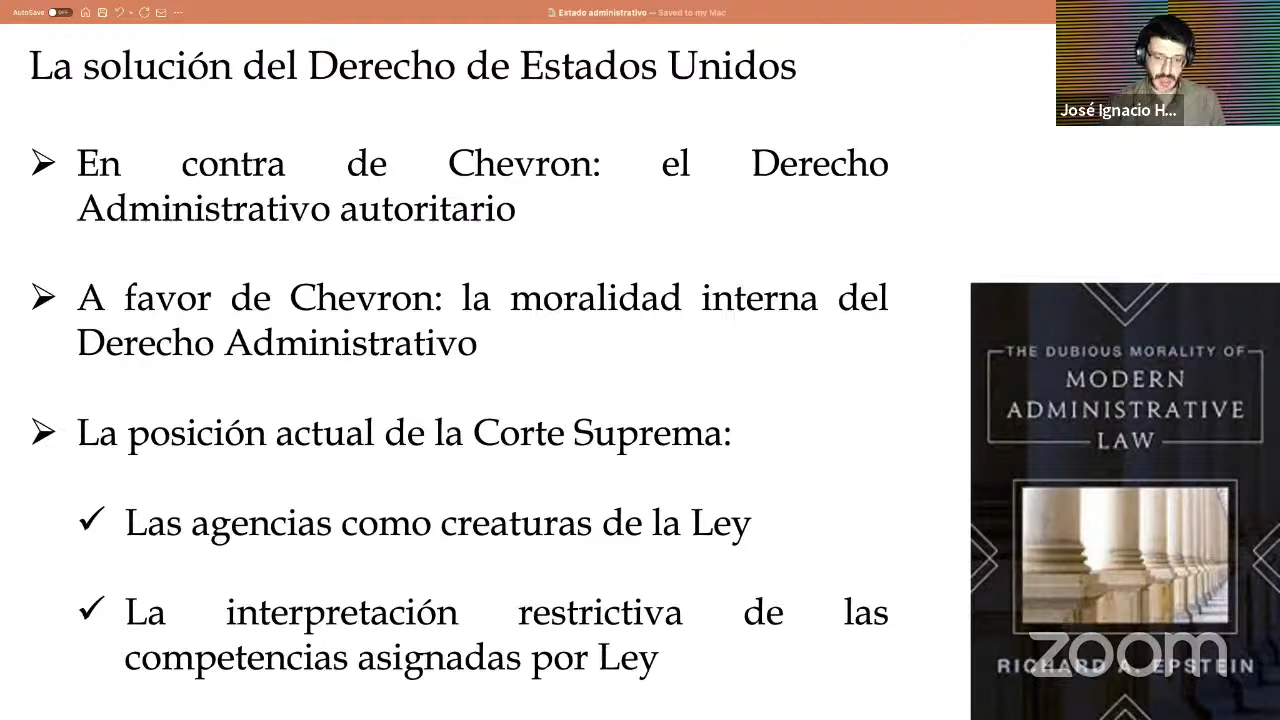 AutoSave OFF
Estado administrativo — Saved to my Mac
La solución del Derecho de Estados Unidos
José Ignacio H...
En contra de Chevron: el Derecho
Administrativo autoritario
A favor de Chevron: la moralidad interna del
Derecho Administrativo
La posición actual de la Corte Suprema:
Las agencias como creaturas de la Ley
La interpretación restrictiva de las
competencias asignadas por Ley
THE DUBIOUS MORALITY OF
MODERN
ADMINISTRATIVE
LAW
RICHARD A. EPSTEIN
zoom